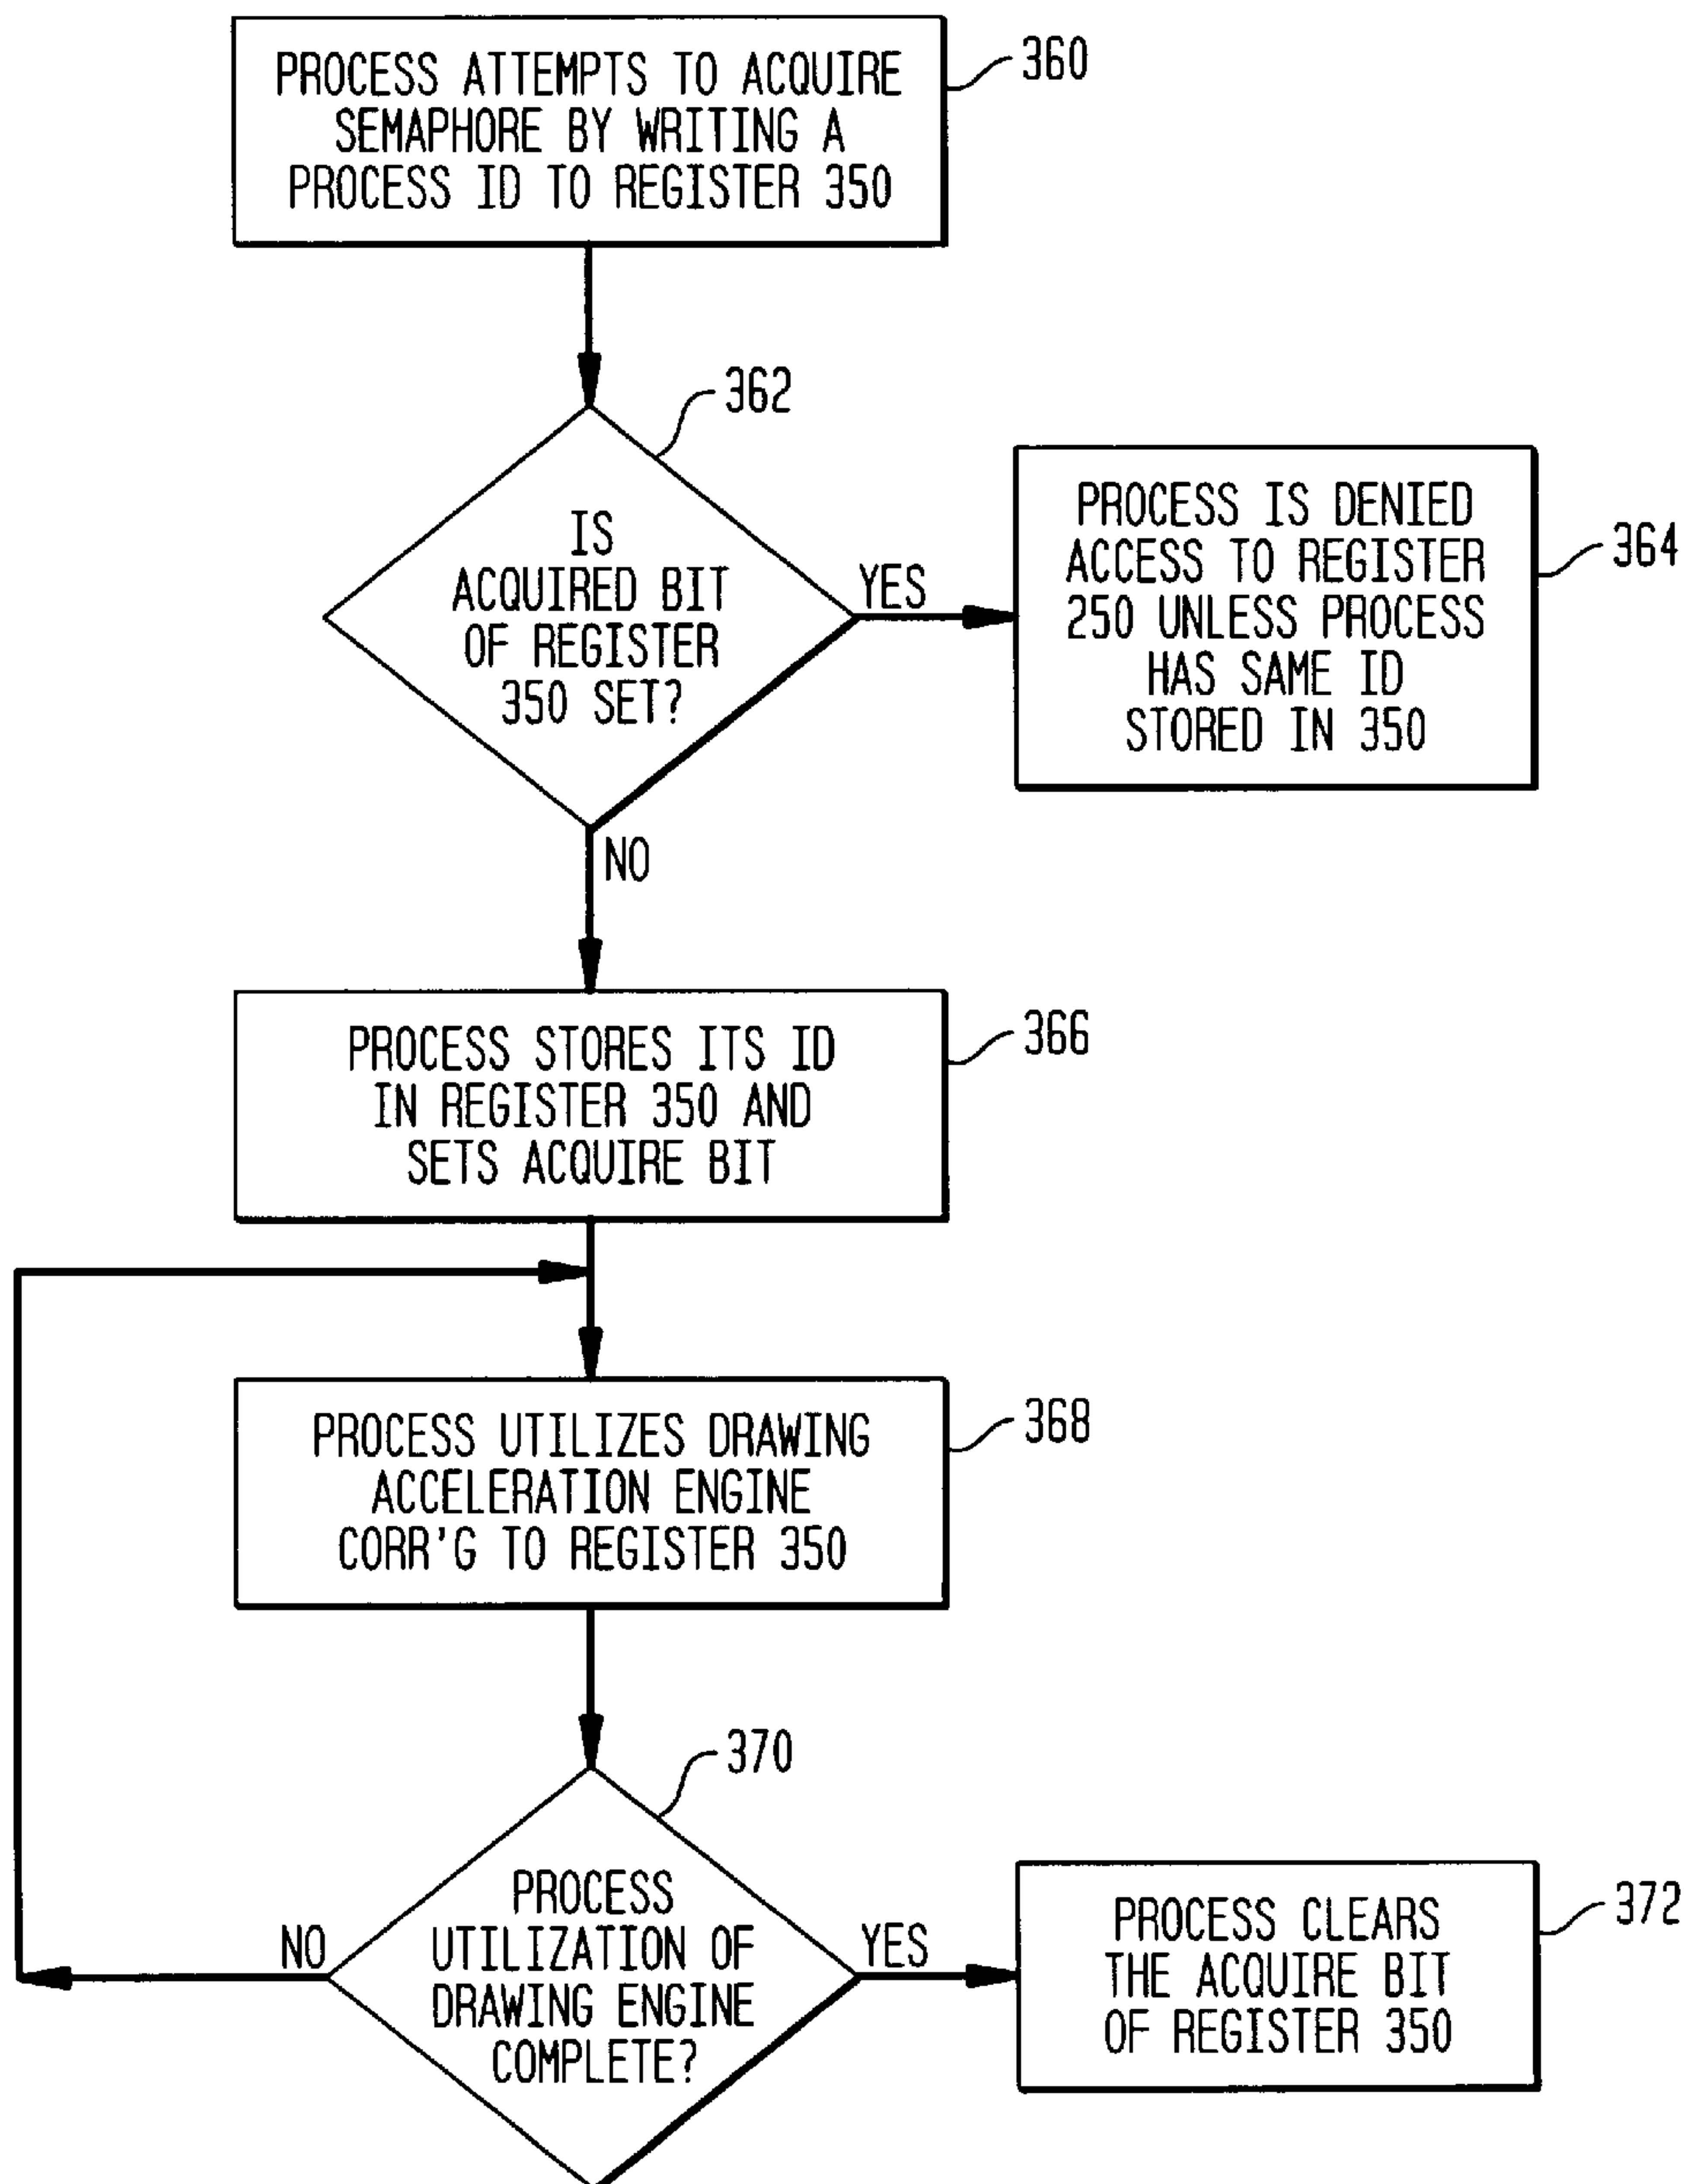 PROCESS ATTEMPTS TO ACQUIRE
SEMAPHORE BY WRITING A
PROCESS ID TO REGISTER 350
360
362
IS
ACQUIRED BIT
OF REGISTER
350 SET?
YES
PROCESS IS DENIED
ACCESS TO REGISTER
250 UNLESS PROCESS
HAS SAME ID
STORED IN 350
364
NO
PROCESS STORES ITS ID
IN REGISTER 350 AND
SETS ACQUIRE BIT
366
PROCESS UTILIZES DRAWING
ACCELERATION ENGINE
CORR'G TO REGISTER 350
368
370
PROCESS
UTILIZATION OF
DRAWING ENGINE
COMPLETE?
NO
YES
PROCESS CLEARS
THE ACQUIRE BIT
OF REGISTER 350
372